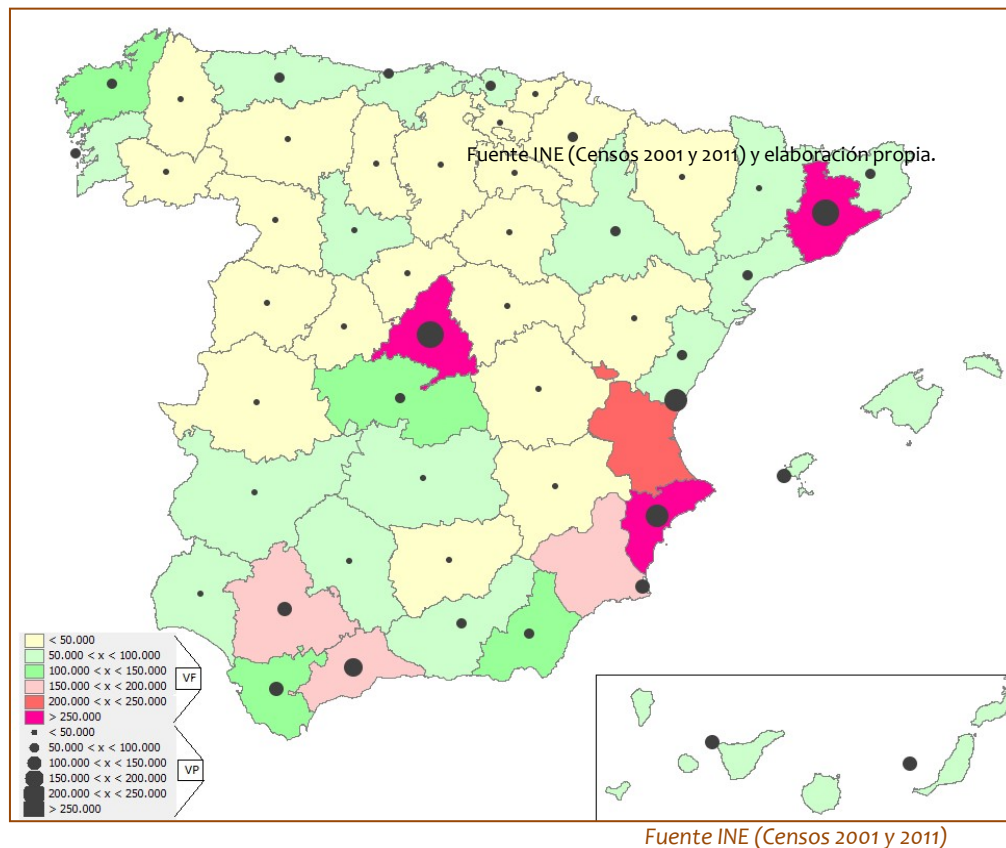 Fuente INE (Censos 2001 y 2011) y elaboración propia.
< 50.000
50.000 < x < 100.000
100.000 < x < 150.000
150.000 < x < 200.000
200.000 < x < 250.000
> 250.000
VF
< 50.000
50.000 < x < 100.000
100.000 < x < 150.000
150.000 < x < 200.000
200.000 < x < 250.000
> 250.000
VP
Fuente INE (Censos 2001 y 2011)